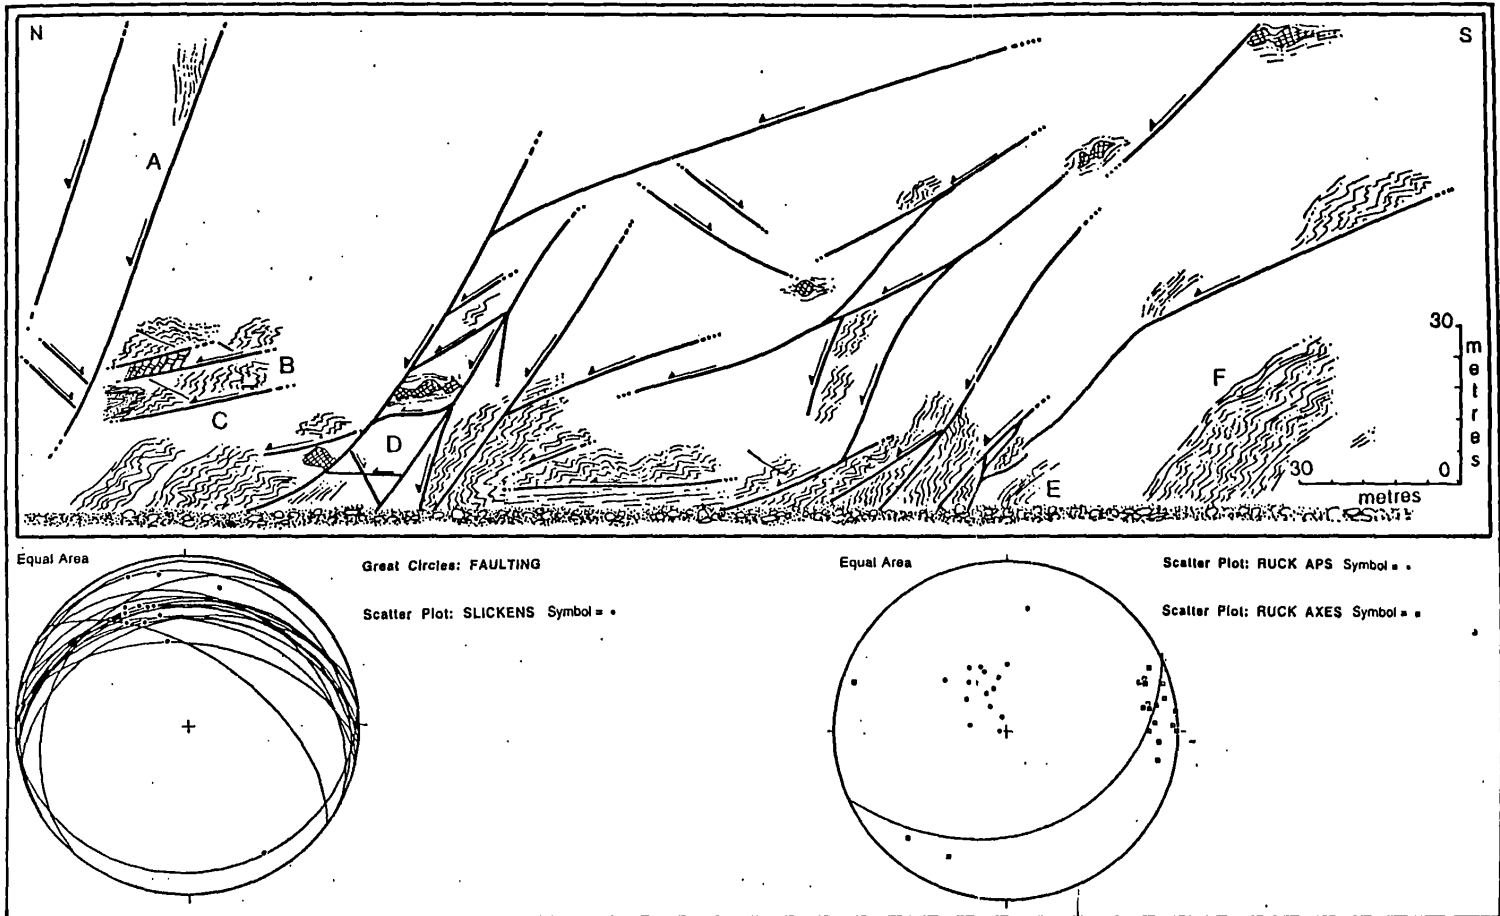 N
S
A
B
C
D
E
F
30
metres
30
0
metres
Equal Area
Great Circles: FAULTING
Scatter Plot: SLICKENS Symbol = •
Equal Area
Scatter Plot: RUCK APS Symbol = •
Scatter Plot: RUCK AXES Symbol = ■